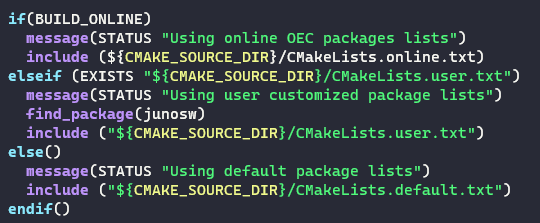 if(BUILD_ONLINE)
  message(STATUS "Using online OEC packages lists")
  include (${CMAKE_SOURCE_DIR}/CMakeLists.online.txt)
elseif (EXISTS "${CMAKE_SOURCE_DIR}/CMakeLists.user.txt")
  message(STATUS "Using user customized package lists")
  find_package(junosw)
  include ("${CMAKE_SOURCE_DIR}/CMakeLists.user.txt")
else()
  message(STATUS "Using default package lists")
  include ("${CMAKE_SOURCE_DIR}/CMakeLists.default.txt")
endif()